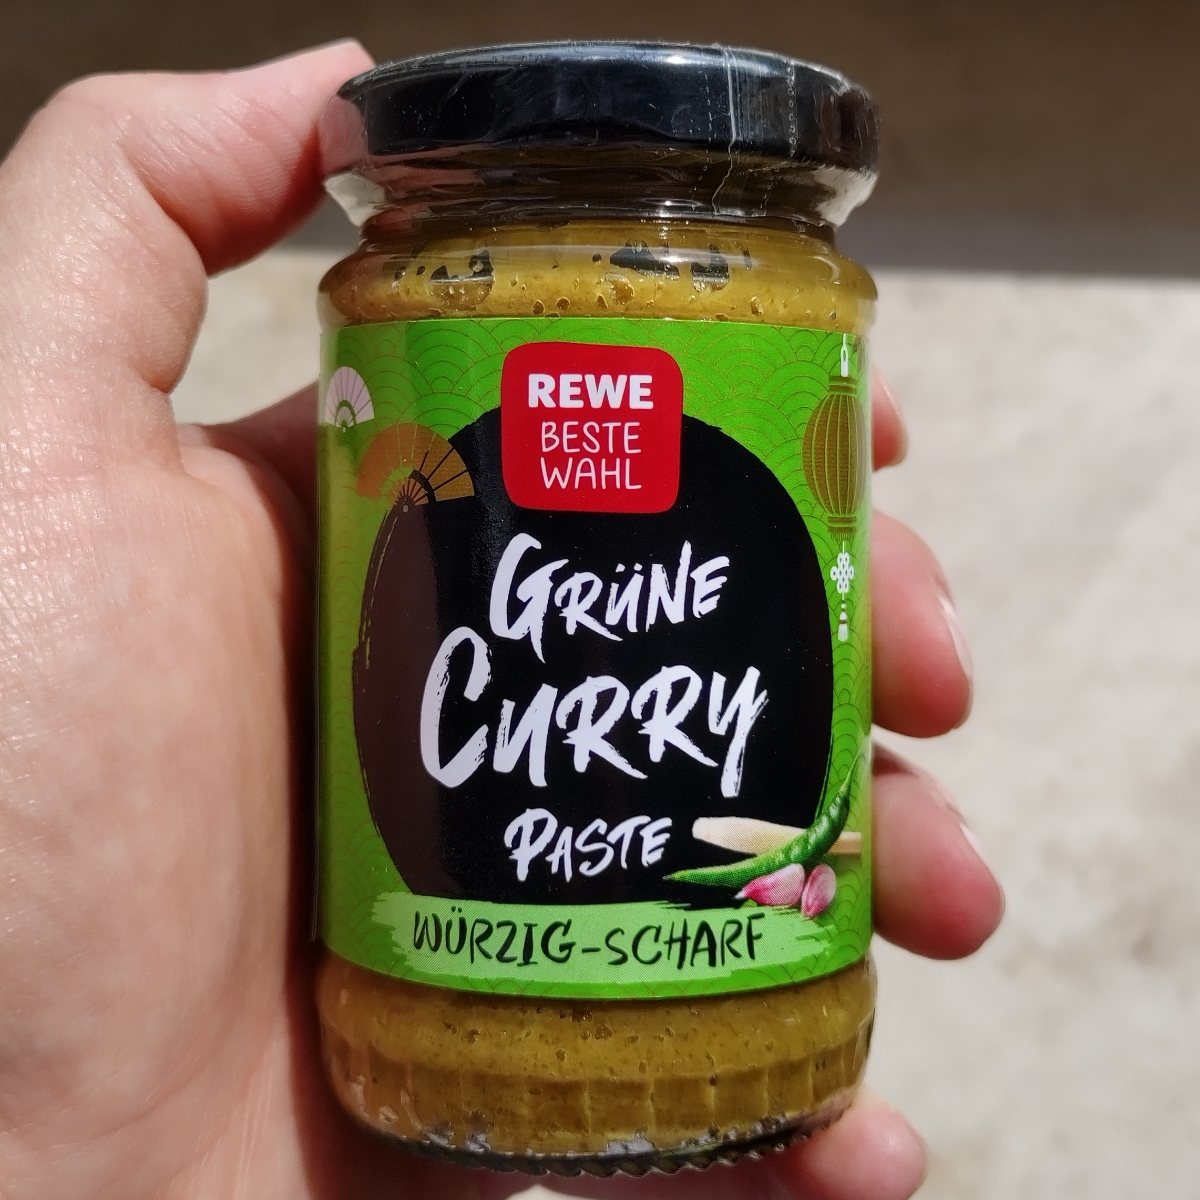 REWE
BESTE
WAHL
GRÜNE
CURRY
PASTE
WÜRZIG-SCHARF